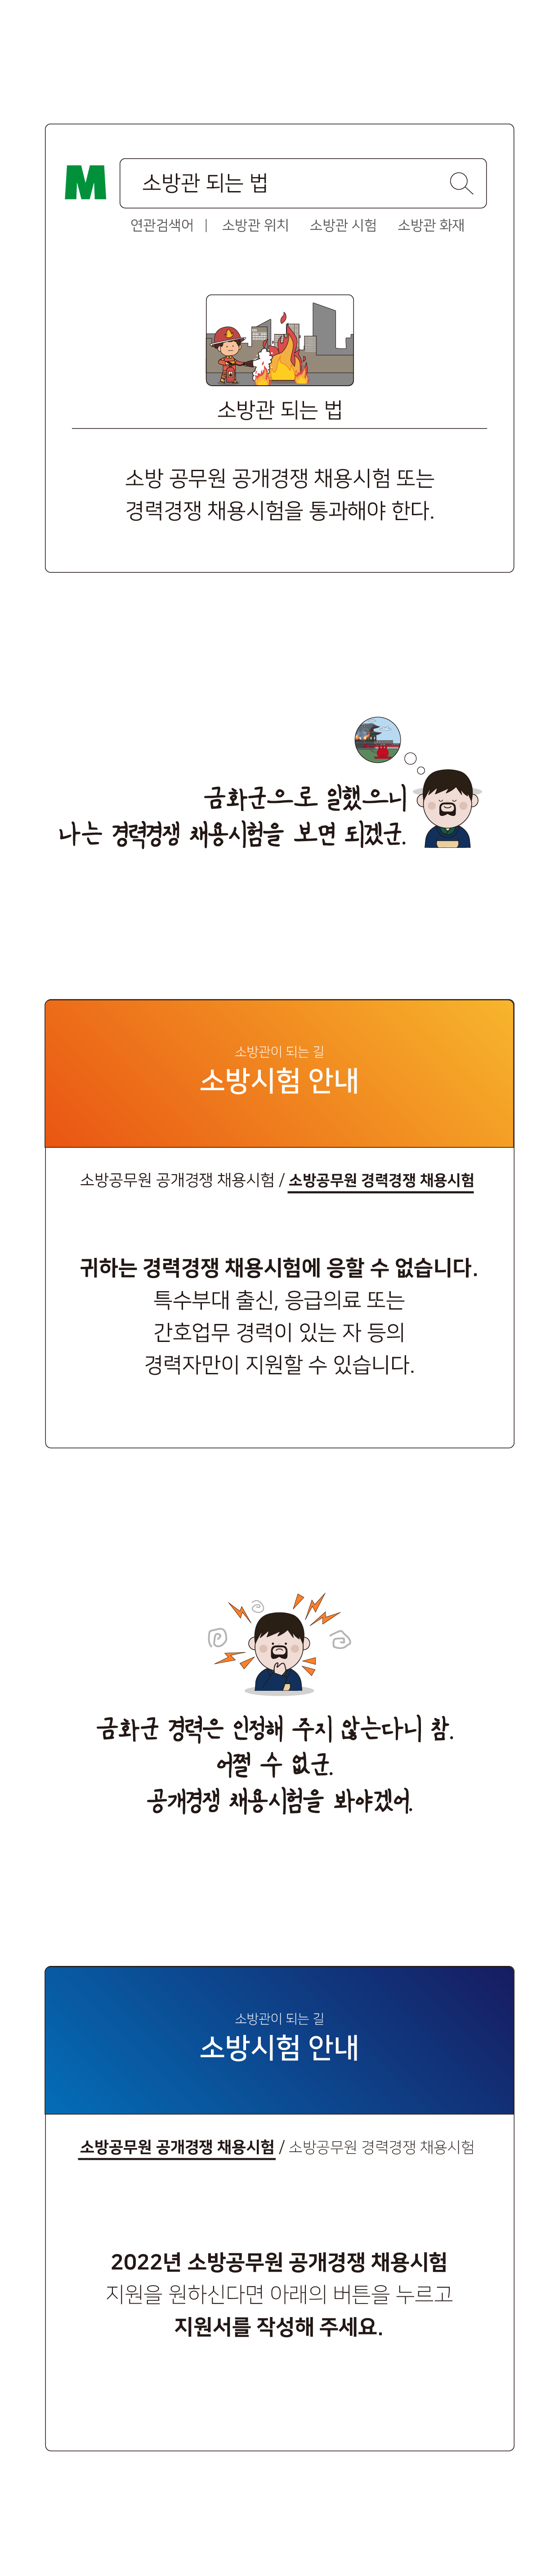 M 소방관 되는 법
연관검색어 | 소방관 위치 소방관 시험 소방관 화재
소방관 되는 법
소방 공무원 공개경쟁 채용시험 또는
경력경쟁 채용시험을 통과해야 한다.
금화군으로 일했으니
나는 경력경쟁 채용시험을 보면 되겠군.
소방관이 되는 길
소방시험 안내
소방공무원 공개경쟁 채용시험 / 소방공무원 경력경쟁 채용시험
귀하는 경력경쟁 채용시험에 응할 수 없습니다.
특수부대 출신, 응급의료 또는
간호업무 경력이 있는 자 등의
경력자만이 지원할 수 있습니다.
금화군 경력은 인정해 주지 않는다니 참.
어쩔 수 없군.
공개경쟁 채용시험을 봐야겠어.
소방관이 되는 길
소방시험 안내
소방공무원 공개경쟁 채용시험 / 소방공무원 경력경쟁 채용시험
2022년 소방공무원 공개경쟁 채용시험
지원을 원하신다면 아래의 버튼을 누르고
지원서를 작성해 주세요.